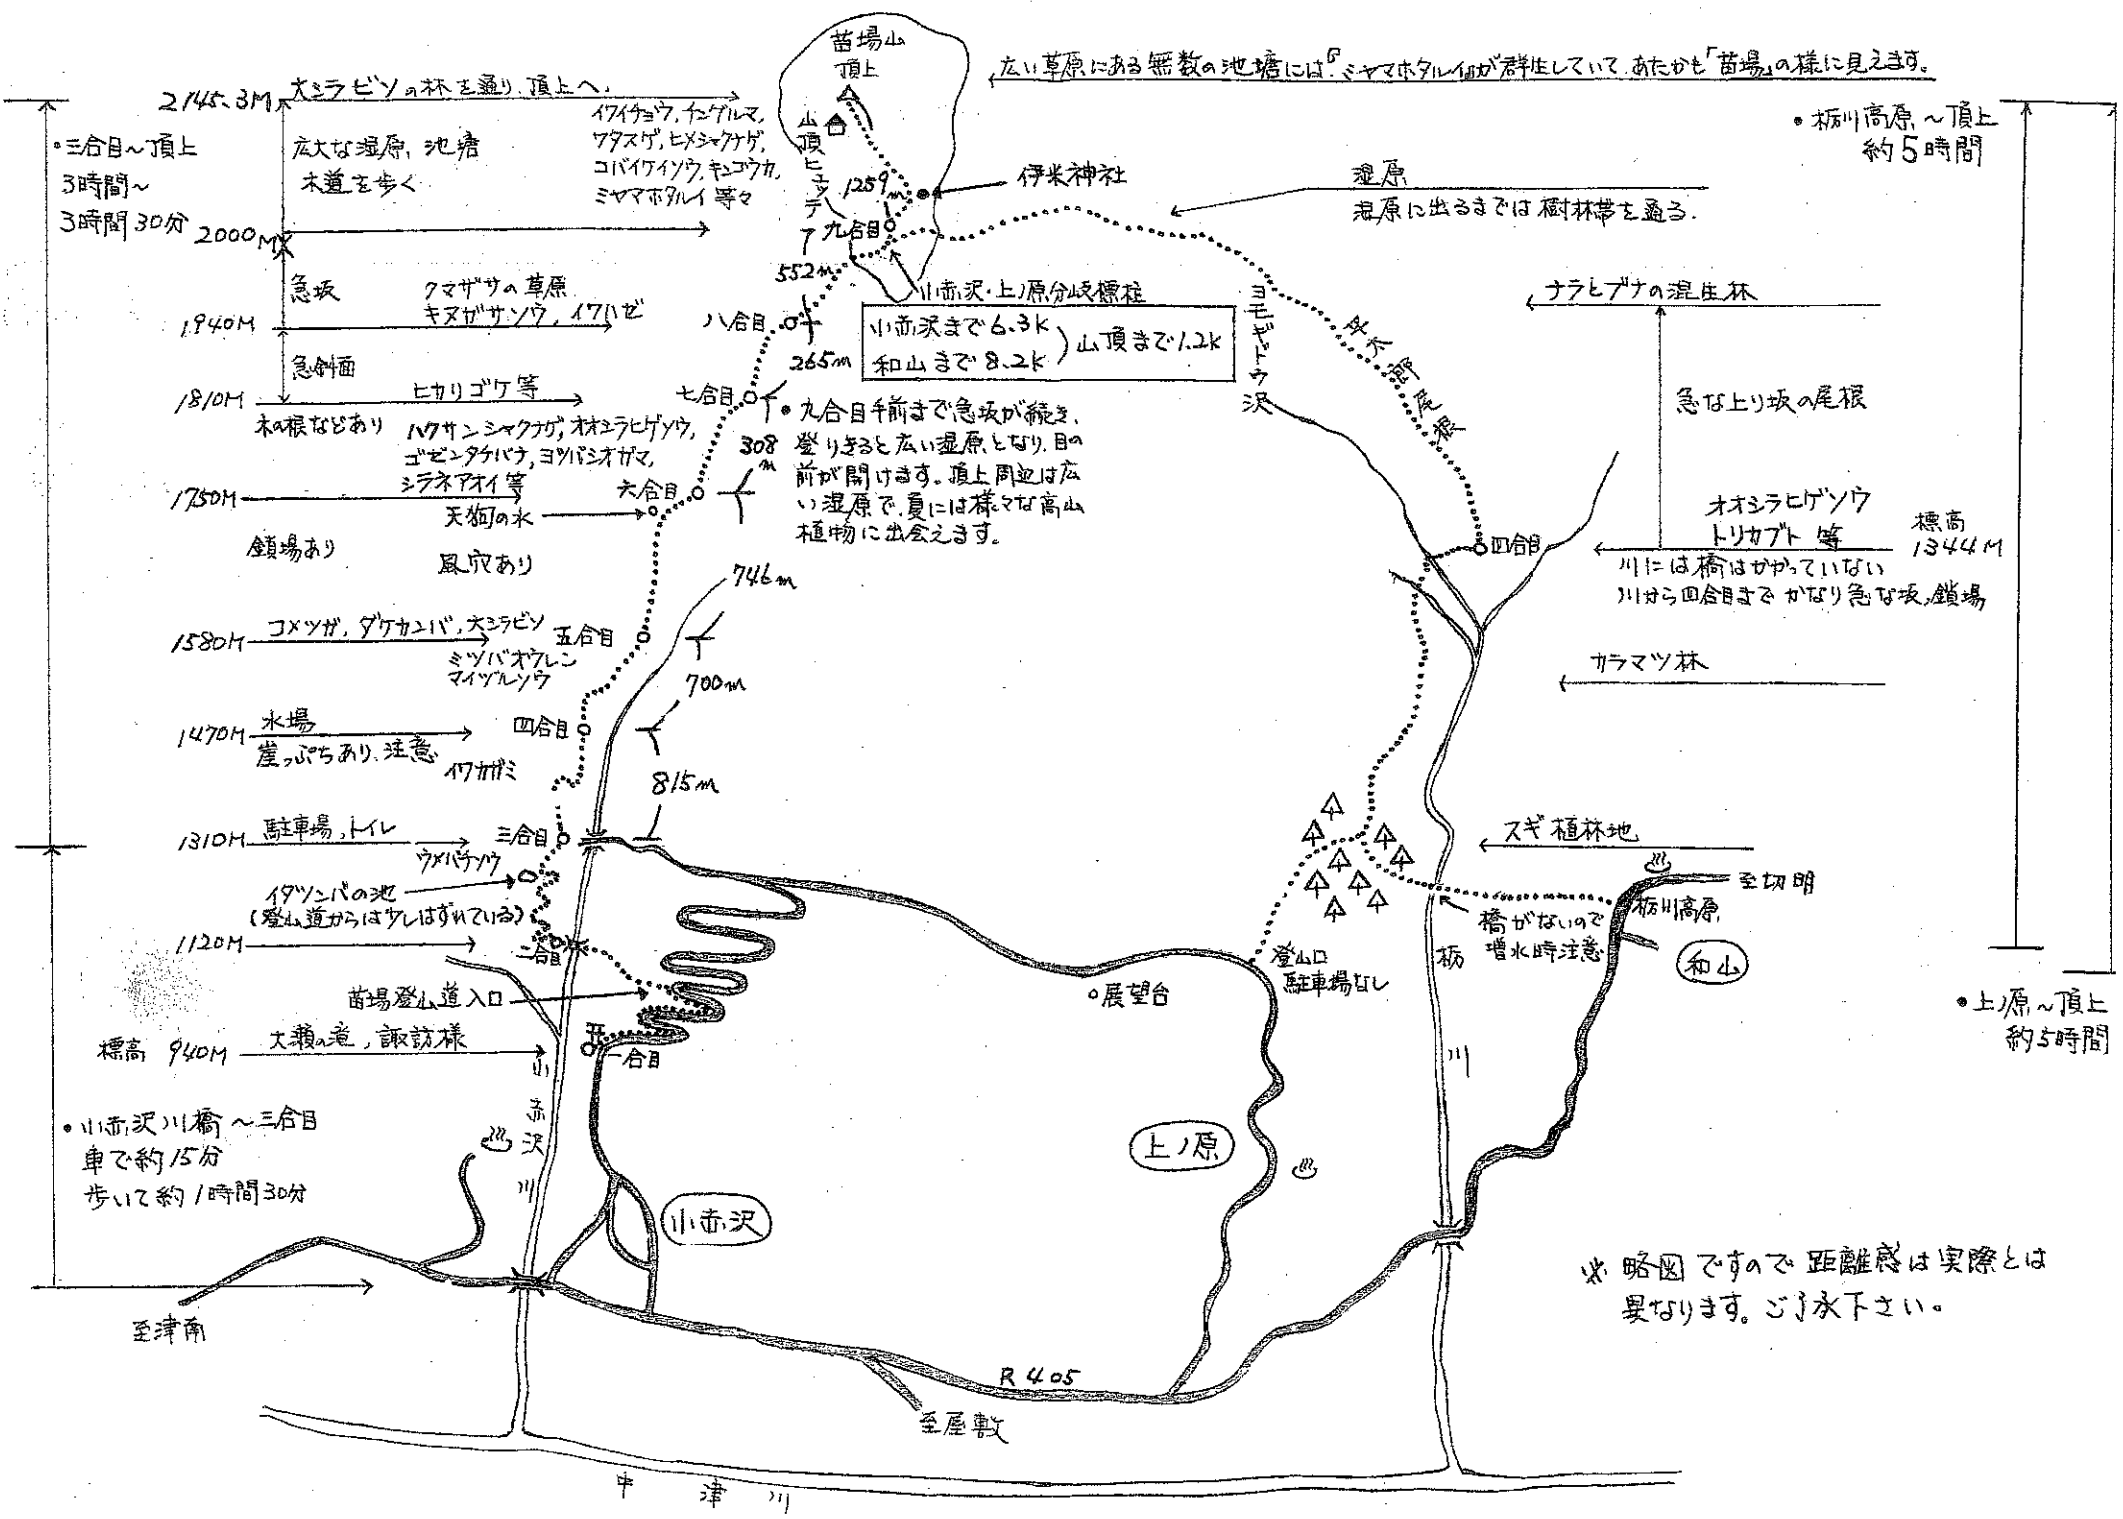 苗場山
頂上
広い草原にある無数の池塘には『ミヤマホタルイ』が群生していて、あたかも「苗場」の様に見えます。
2145.3M
大シラビソの林を通り、頂上へ。
・三合目～頂上
3時間～
3時間30分
広大な湿原、池塘
木道を歩く
イワイチョウ、チングルマ、
ワタスゲ、ヒメシャクナゲ、
コバイケイソウ、キンコウカ、
ミヤマホタルイ 等々
山頂ヒュッテ
1259m
伊米神社
湿原
湿原に出るまでは樹林帯を通る.
・栃川高原～頂上
約5時間
2000M
九合目
552m
小赤沢・上ノ原分岐標柱
小赤沢まで6.3K
和山まで8.2K
山頂まで1.2K
急坂
クマザサの草原
キヌガサソウ、イワハゼ
1940M
八合目
265m
ヨモギドウ沢
平太郎尾根
ナラとブナの混生林
急斜面
ヒカリゴケ等
1810M
七合目
木の根などあり
ハクサンシャクナゲ、オオシラヒゲソウ、
ゴゼンタチバナ、ヨツバシオガマ、
シラネアオイ等
308m
・九合目手前まで急坂が続き、
登りきると広い湿原となり、目の
前が開けます。頂上周辺は広
い湿原で、夏には様々な高山
植物に出会えます。
急な上り坂の尾根
1750M
六合目
天狗の水
鎖場あり
風穴あり
746m
四合目
オオシラヒゲソウ
トリカブト 等
標高
1344M
川には橋はかかっていない
川から四合目まで かなり急な坂、鎖場
1580M
コメツガ、ダケカンバ、大シラビソ
五合目
ミツバオウレン
マイヅルソウ
700m
カラマツ林
1470M
水場
四合目
崖っぷちあり、注意
イワカガミ
815m
1310M
駐車場、トイレ
三合目
ウメバチソウ
スギ植林地
イタツンバの池
(登山道からは少しはずれている)
至切明
栃川高原
橋がないので
増水時注意
和山
1120M
二合目
登山口
駐車場なし
苗場登山道入口
展望台
標高 940M
大瀬の滝、諏訪様
一合目
・上ノ原～頂上
約5時間
小赤沢川
栃川
・小赤沢川橋～三合目
車で約15分
歩いて約1時間30分
上ノ原
小赤沢
※略図ですので距離感は実際とは
異なります。ご了承下さい。
至津南
R405
至屋敷
中津川